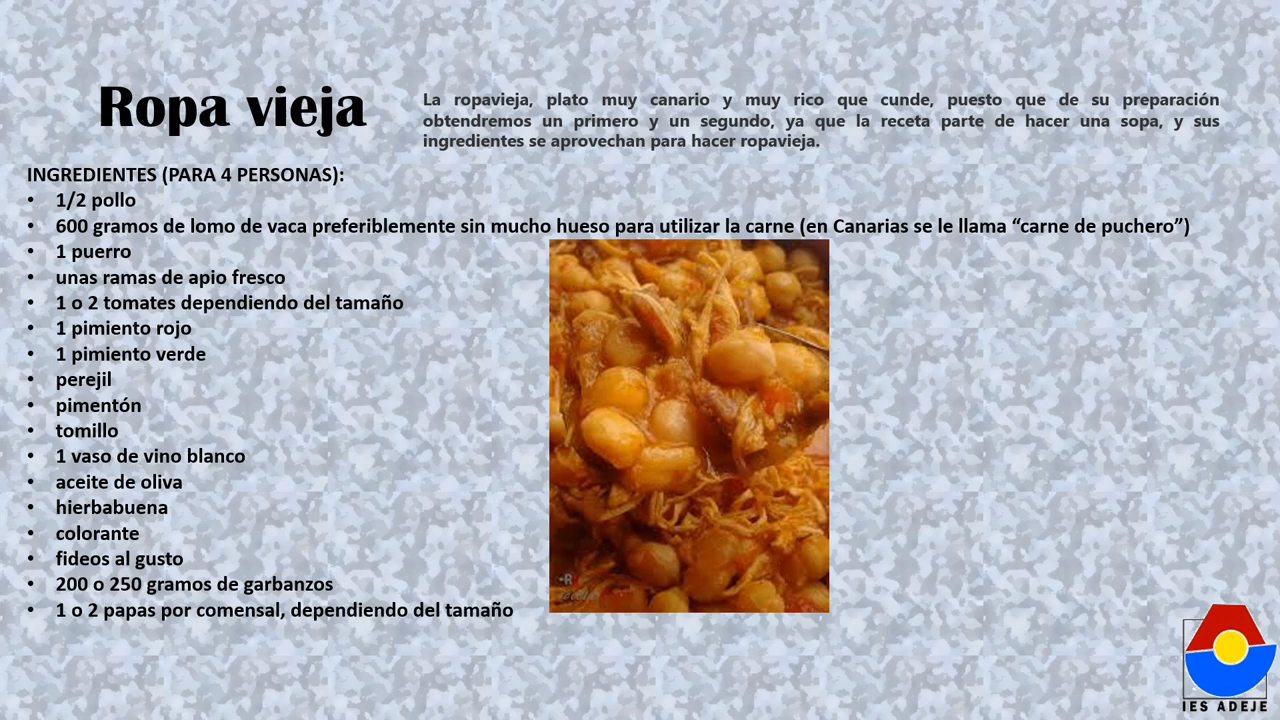 Ropa vieja
La ropavieja, plato muy canario y muy rico que cunde, puesto que de su preparación
obtendremos un primero y un segundo, ya que la receta parte de hacer una sopa, y sus
ingredientes se aprovechan para hacer ropavieja.
INGREDIENTES (PARA 4 PERSONAS):
• 1/2 pollo
• 600 gramos de lomo de vaca preferiblemente sin mucho hueso para utilizar la carne (en Canarias se le llama “carne de puchero”)
• 1 puerro
• unas ramas de apio fresco
• 1 o 2 tomates dependiendo del tamaño
• 1 pimiento rojo
• 1 pimiento verde
• perejil
• pimentón
• tomillo
• 1 vaso de vino blanco
• aceite de oliva
• hierbabuena
• colorante
• fideos al gusto
• 200 o 250 gramos de garbanzos
• 1 o 2 papas por comensal, dependiendo del tamaño
IES ADEJE